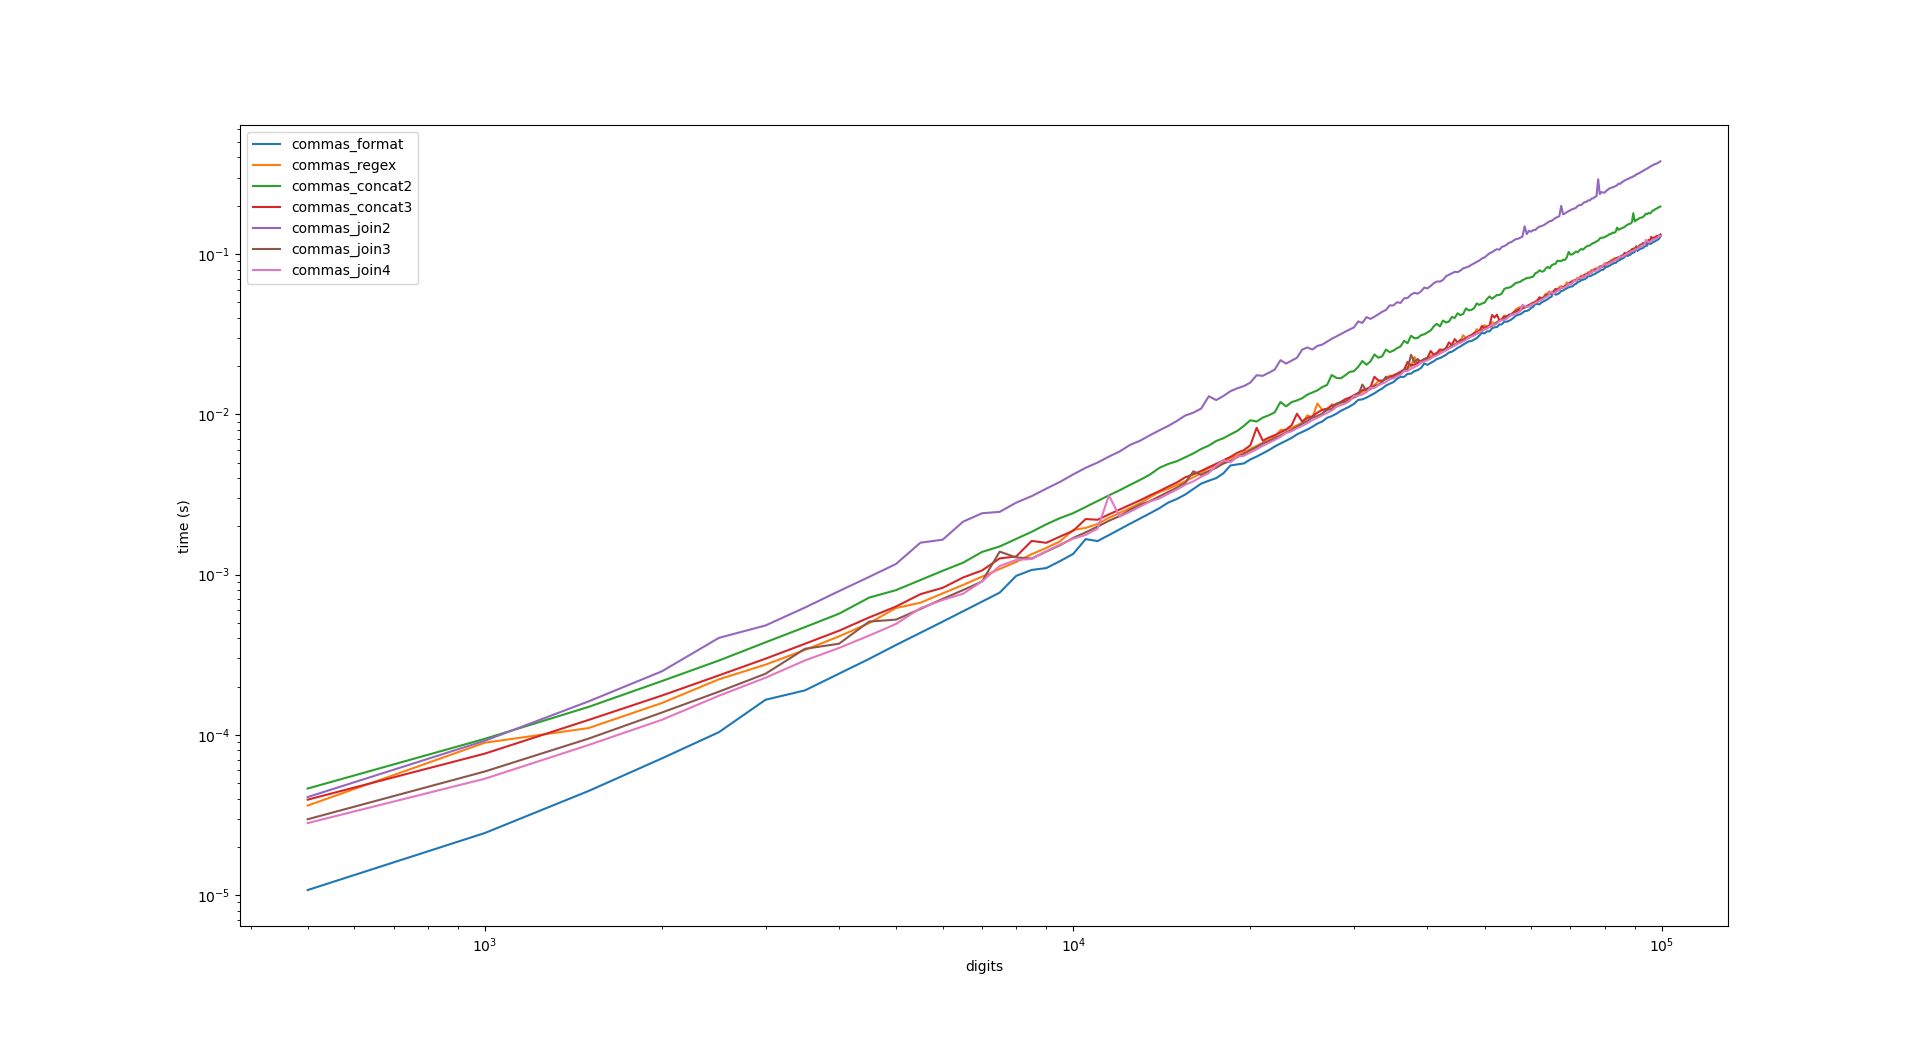 commas_format
commas_regex
commas_concat2
commas_concat3
commas_join2
commas_join3
commas_join4
time (s)
10⁻¹
10⁻²
10⁻³
10⁻⁴
10⁻⁵
10³ 10⁴ 10⁵
digits